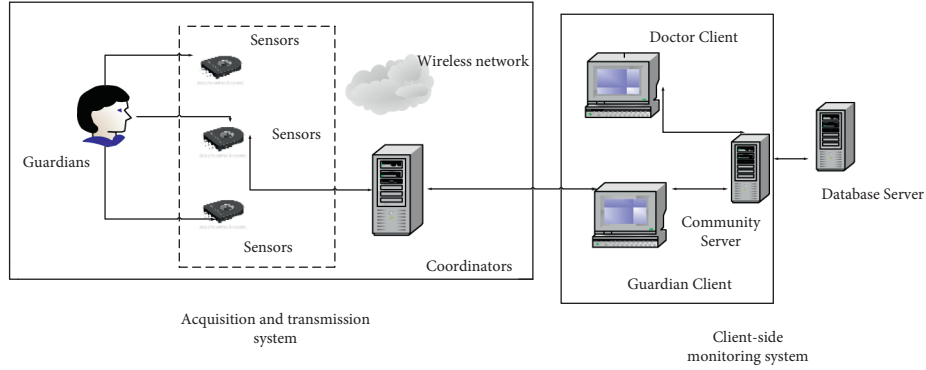 Sensors
Wireless network
Sensors
Guardians
Sensors
Coordinators
Acquisition and transmission
system
Doctor Client
Database Server
Community
Server
Guardian Client
Client-side
monitoring system